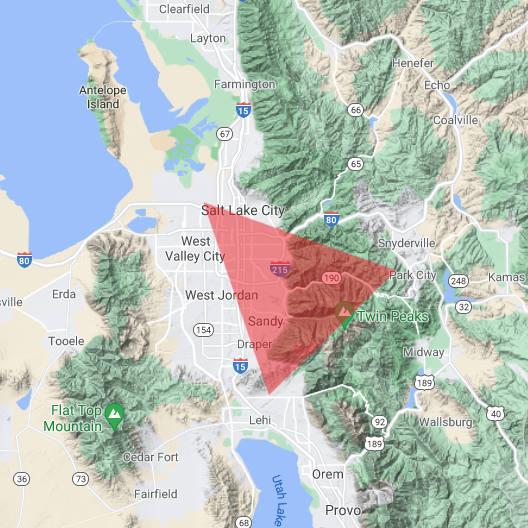 Clearfield
Layton
Antelope
Island
Farmington
15
67
Henefer
Echo
66
Coalville
65
Salt Lake City
80
West
Valley City
Snyderville
80
215
190
Park City
248
Kamas
32
sville
Erda
West Jordan
Twin Peaks
154
Sandy
Tooele
Draper
Midway
15
189
Flat Top
Mountain
Lehi
92
189
Wallsburg
40
Cedar Fort
36
73
Fairfield
Orem
Utah Lake
Provo
68